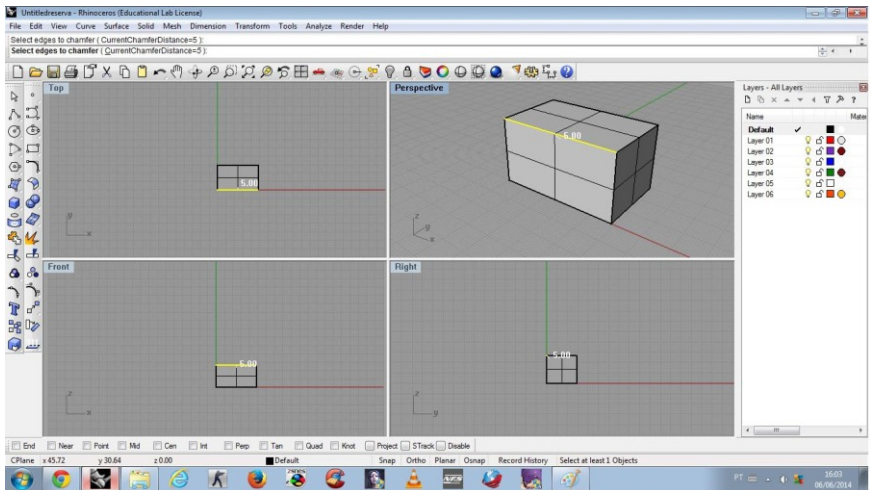 Untitledreserva - Rhinoceros (Educational Lab License)
File Edit View Curve Surface Solid Mesh Dimension Transform Tools Analyze Render Help
Select edges to chamfer ( CurrentChamferDistance=5 ):
Select edges to chamfer ( CurrentChamferDistance=5 ):
Top
Perspective
Layers - All Layers
Name Mater
Default
Layer 01
Layer 02
Layer 03
Layer 04
Layer 05
Layer 06
5.00
5.00
y
x
z
y
x
Front
Right
5.00
5.00
z
x
z
y
End Near Point Mid Cen Int Perp Tan Quad Knot Project STrack Disable
CPlane x 45.72 y 30.64 z 0.00 Default Snap Ortho Planar Osnap Record History Select at least 1 Objects
PT 16:03
06/06/2014